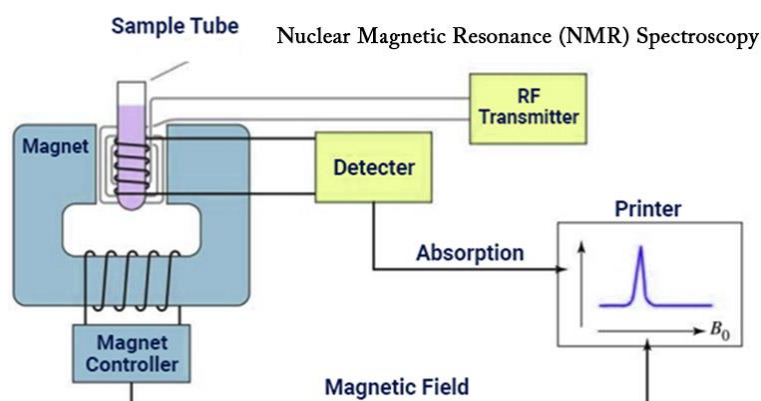 Sample Tube
Nuclear Magnetic Resonance (NMR) Spectroscopy
RF
Transmitter
Magnet
Detecter
Printer
Absorption
B0
Magnet
Controller
Magnetic Field